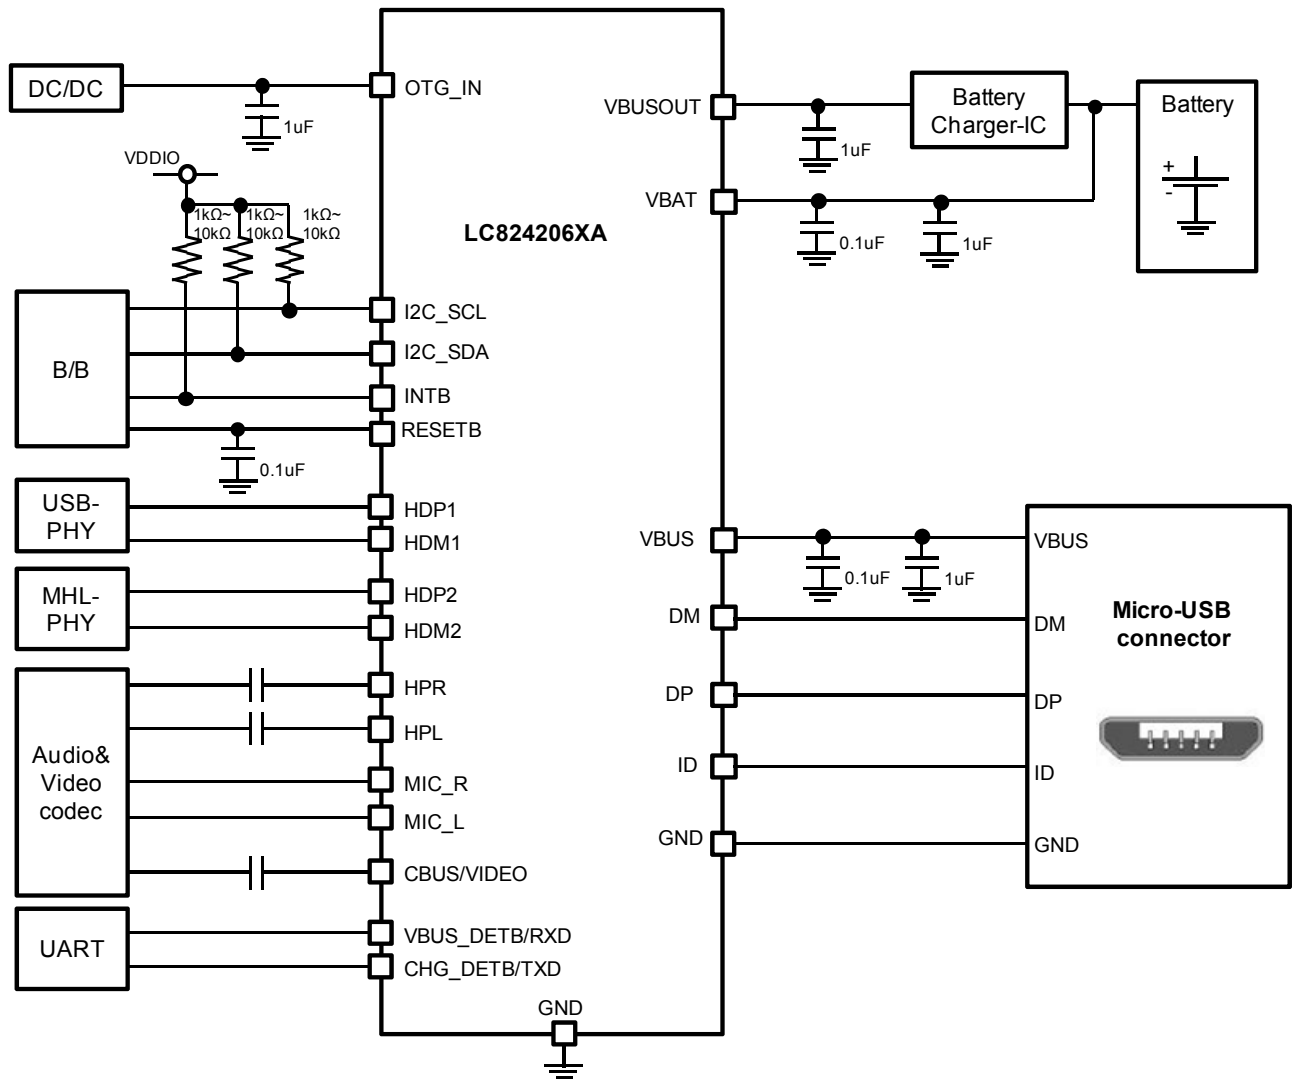 DC/DC
OTG_IN
1uF
VDDIO
1kΩ~
10kΩ
1kΩ~
10kΩ
1kΩ~
10kΩ
B/B
I2C_SCL
I2C_SDA
INTB
RESETB
0.1uF
USB-
PHY
HDP1
HDM1
MHL-
PHY
HDP2
HDM2
Audio&
Video
codec
HPR
HPL
MIC_R
MIC_L
CBUS/VIDEO
UART
VBUS_DETB/RXD
CHG_DETB/TXD
GND
LC824206XA
VBUSOUT
1uF
Battery
Charger-IC
Battery
+
-
VBAT
0.1uF
1uF
VBUS
0.1uF
1uF
VBUS
DM
DM
DP
DP
ID
ID
GND
GND
Micro-USB
connector